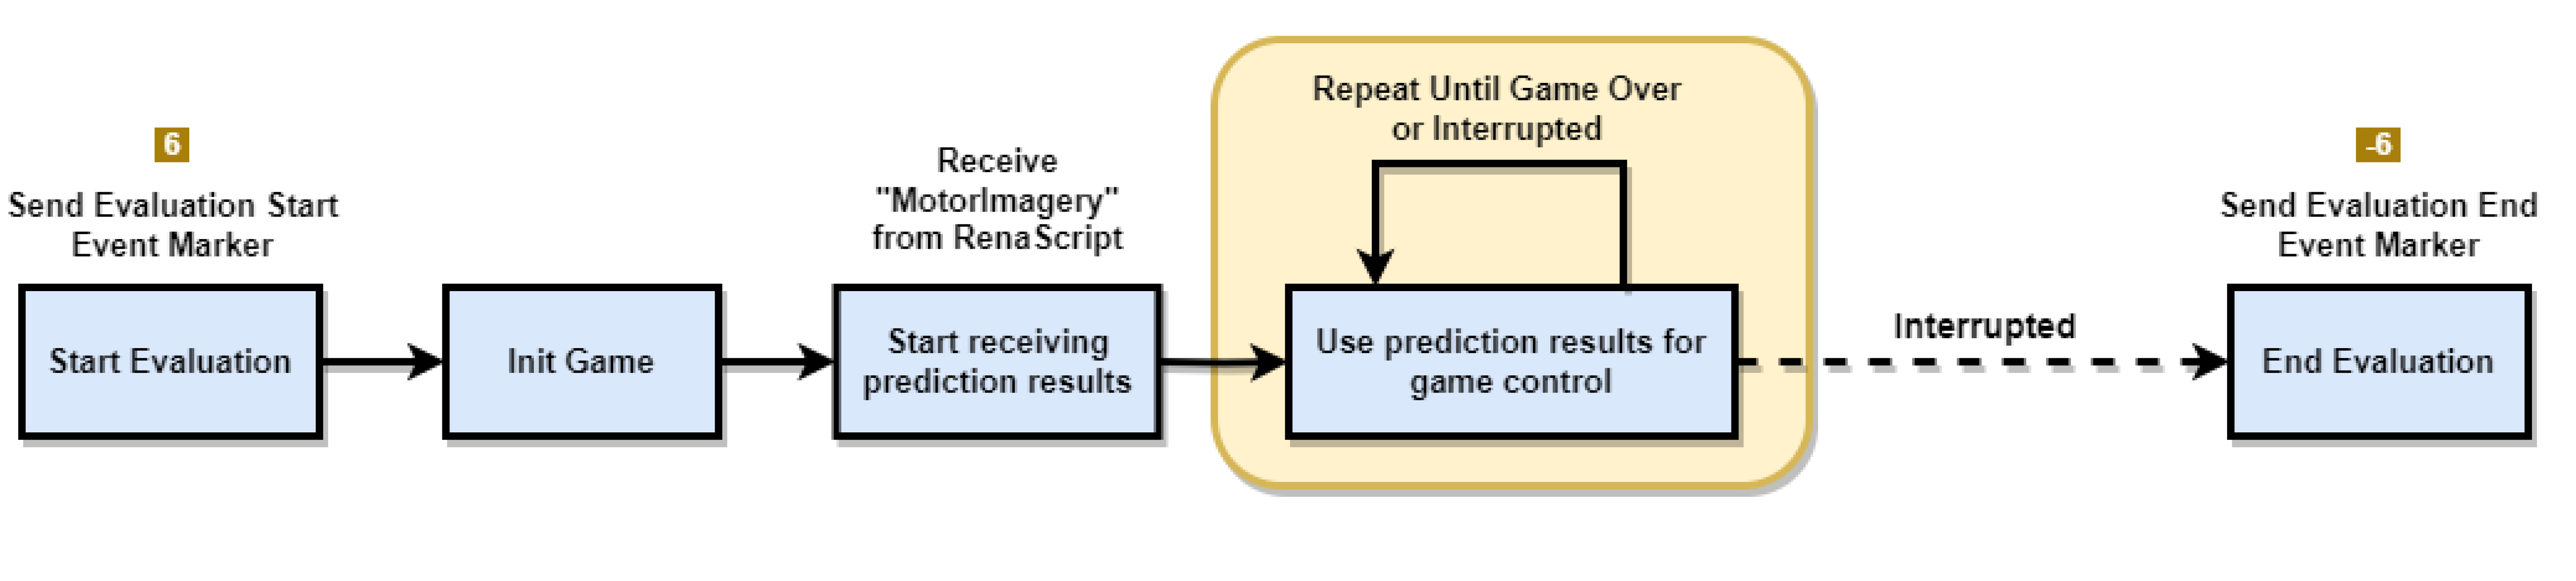 6
Send Evaluation Start
Event Marker
Start Evaluation
Init Game
Receive
"MotorImagery"
from RenaScript
Start receiving
prediction results
Repeat Until Game Over
or Interrupted
Use prediction results for
game control
Interrupted
-6
Send Evaluation End
Event Marker
End Evaluation